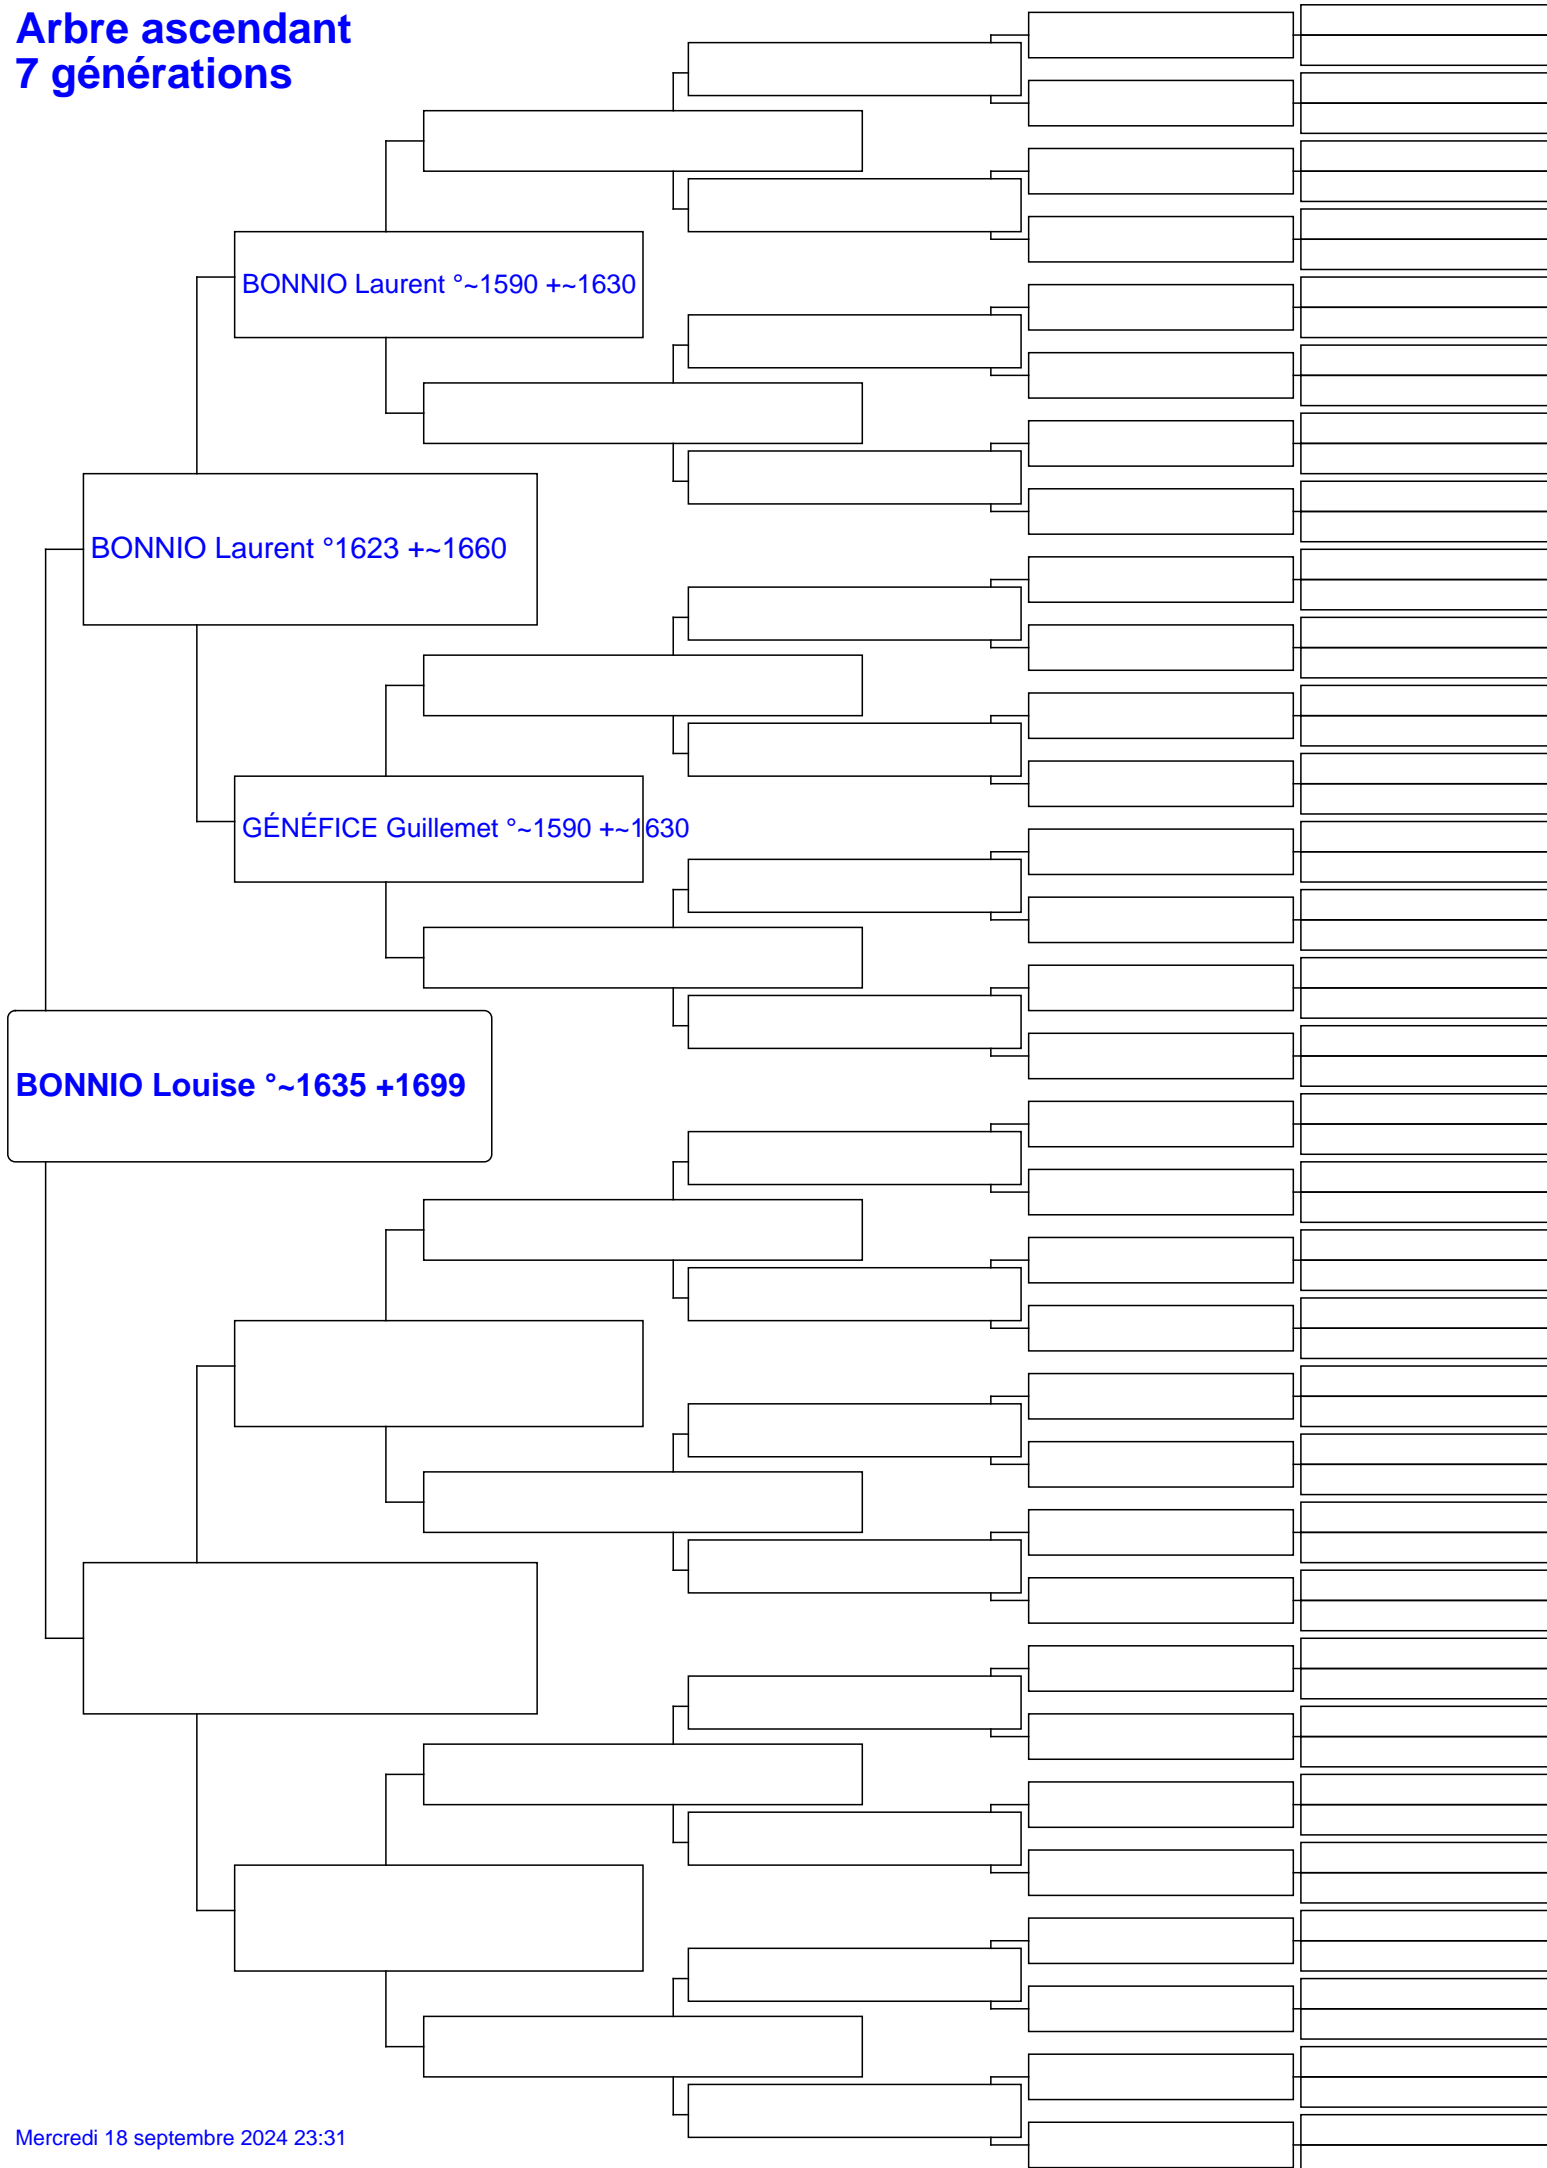 Arbre ascendant
7 générations
BONNIO Laurent °~1590 +~1630
BONNIO Laurent °1623 +~1660
GÉNÉFICE Guillemet °~1590 +~1630
BONNIO Louise °~1635 +1699
Mercredi 18 septembre 2024 23:31